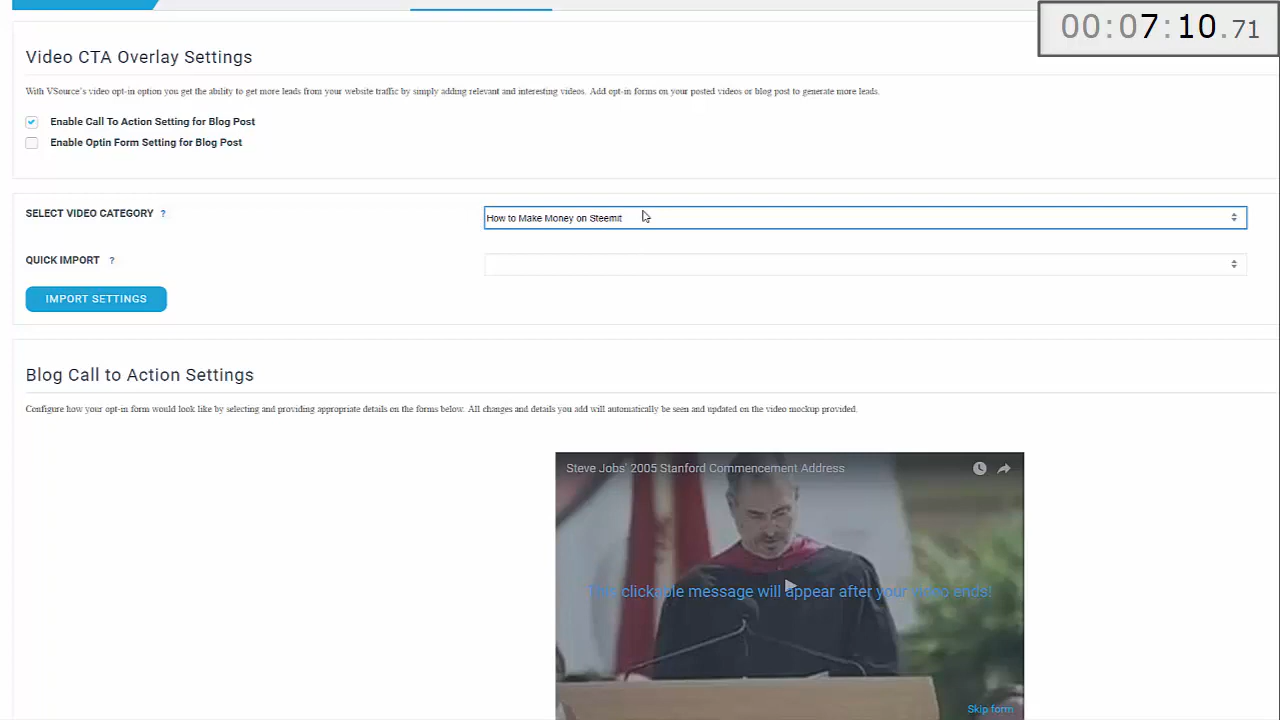 00:07:10.71
Video CTA Overlay Settings
With VSource's video opt-in option you get the ability to get more leads from your website traffic by simply adding relevant and interesting videos. Add opt-in forms on your posted videos or blog post to generate more leads.
Enable Call To Action Setting for Blog Post
Enable Optin Form Setting for Blog Post
SELECT VIDEO CATEGORY ?
How to Make Money on Steemit
QUICK IMPORT ?
IMPORT SETTINGS
Blog Call to Action Settings
Configure how your opt-in form would look like by selecting and providing appropriate details on the forms below. All changes and details you add will automatically be seen and updated on the video mockup provided.
Steve Jobs' 2005 Stanford Commencement Address
This clickable message will appear after your video ends!
Skip form